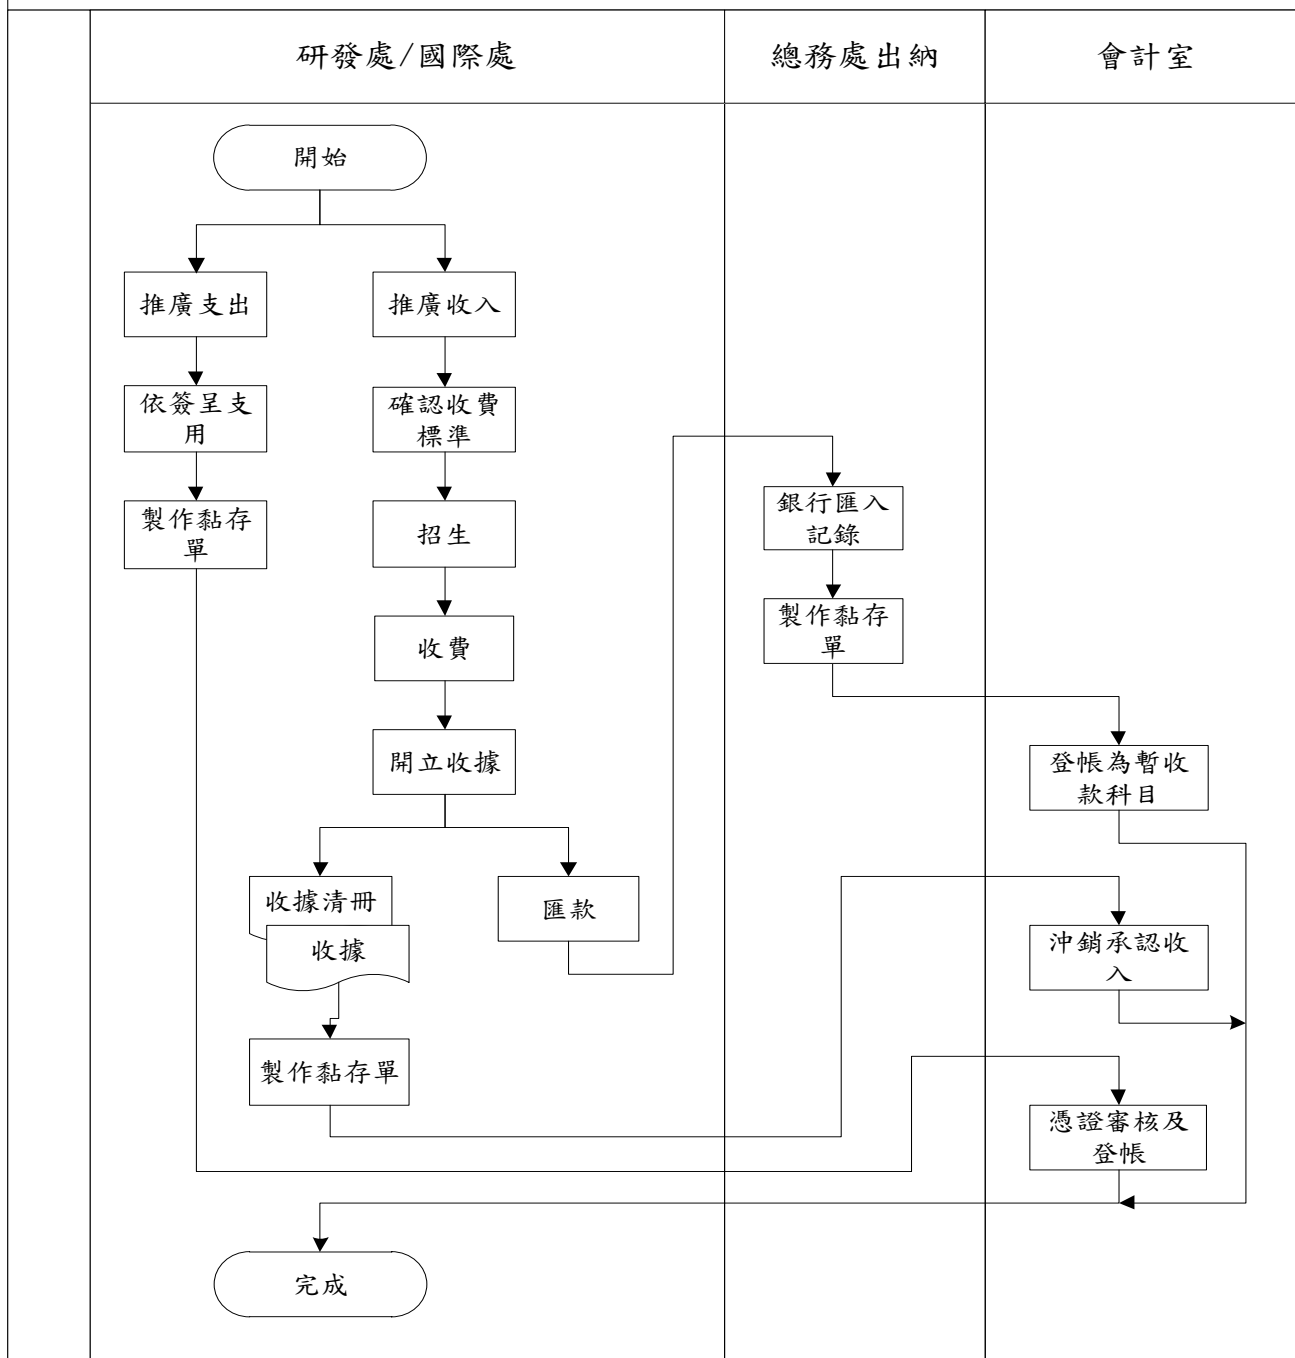 研發處/國際處
總務處出納
會計室
開始
推廣支出
推廣收入
依簽呈支
用
確認收費
標準
製作黏存
單
招生
收費
開立收據
收據清冊
收據
匯款
製作黏存單
銀行匯入
記錄
製作黏存
單
登帳為暫收
款科目
沖銷承認收
入
憑證審核及
登帳
完成